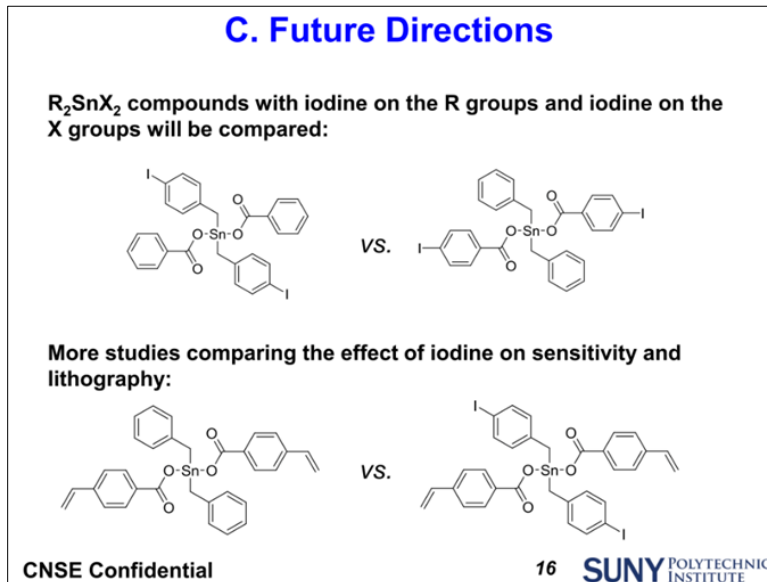 C. Future Directions
R₂SnX₂ compounds with iodine on the R groups and iodine on the
X groups will be compared:
I
O
O-Sn-O
O
I
vs.
O
I
O-Sn-O
I
O
More studies comparing the effect of iodine on sensitivity and
lithography:
O
O-Sn-O
O
vs.
I
O
O-Sn-O
O
I
CNSE Confidential
16
SUNY POLYTECHNIC
INSTITUTE